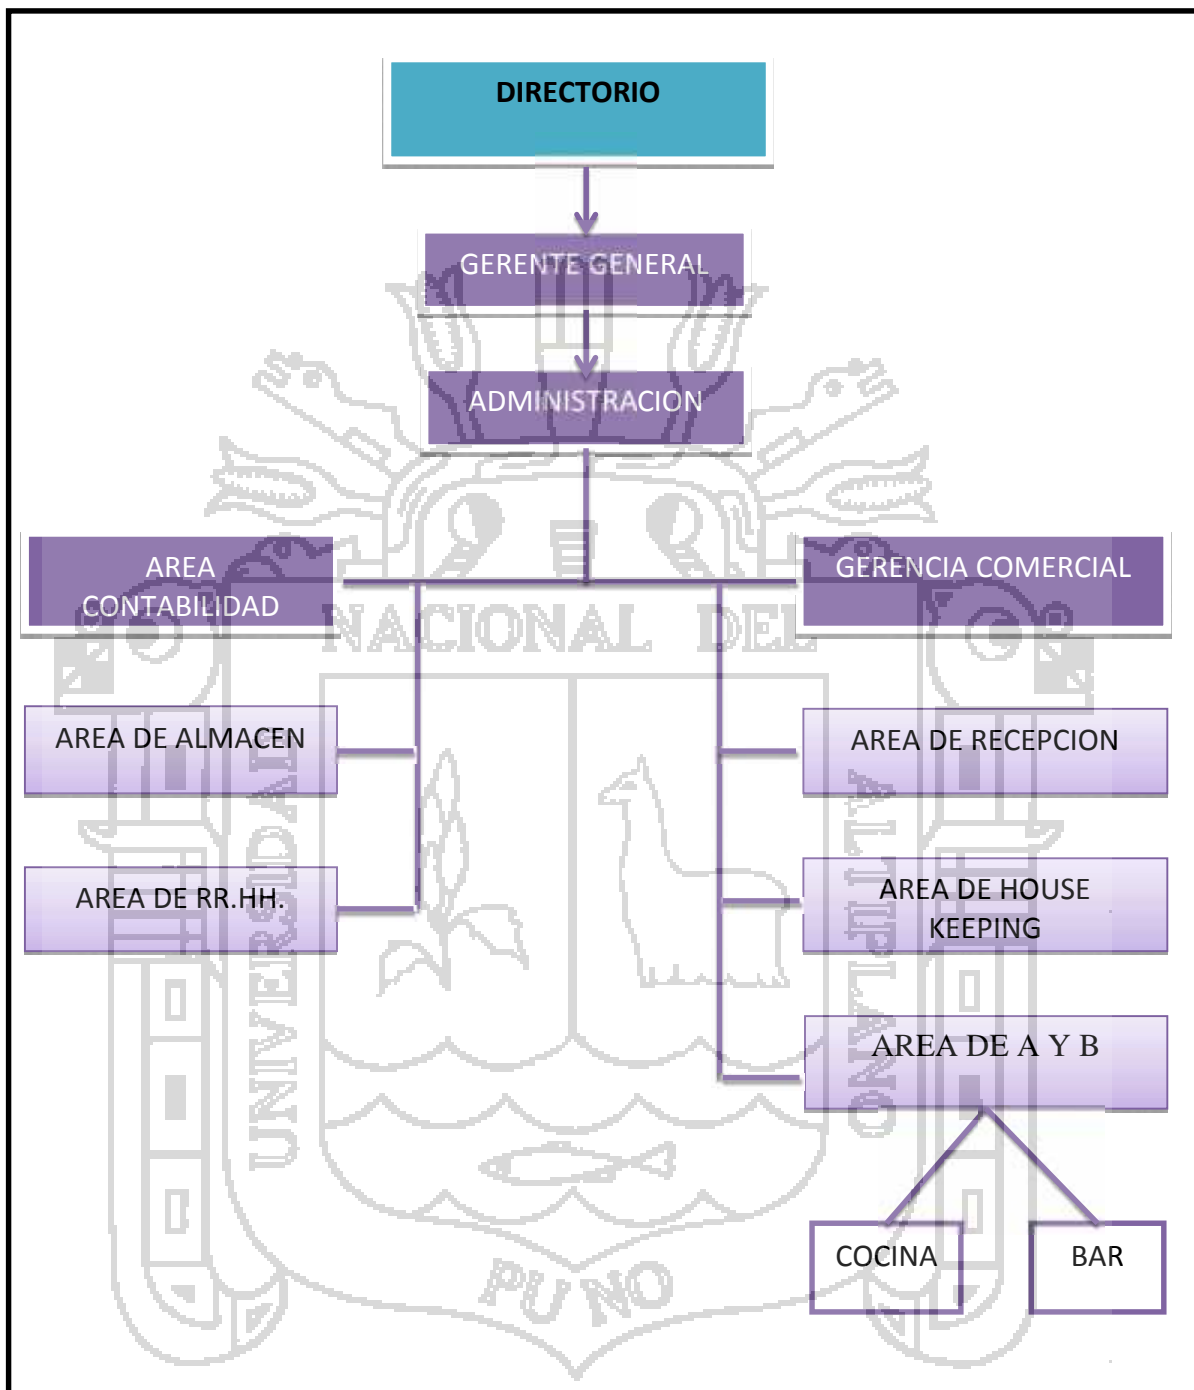 DIRECTORIO
GERENTE GENERAL
ADMINISTRACION
AREA
CONTABILIDAD
GERENCIA COMERCIAL
NACIONAL DEL
UNIVERSIDAD
ALTIPLANO
AREA DE ALMACEN
AREA DE RECEPCION
AREA DE RR.HH.
AREA DE HOUSE
KEEPING
AREA DE A Y B
COCINA
BAR
PUNO